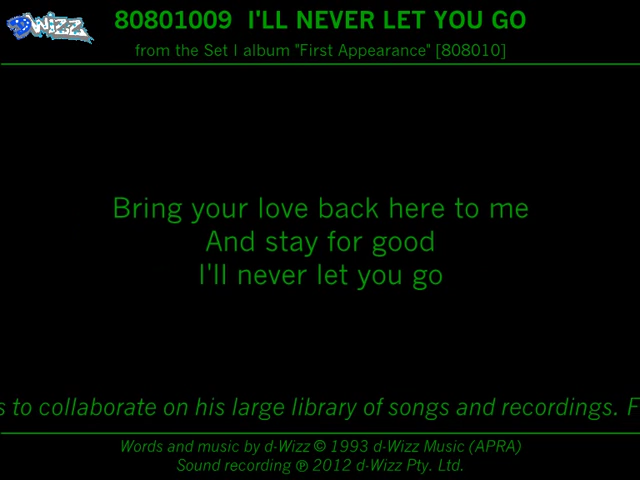 dWizz
80801009 I'LL NEVER LET YOU GO
from the Set I album "First Appearance" [808010]
Bring your love back here to me
And stay for good
I'll never let you go
s to collaborate on his large library of songs and recordings. F
Words and music by d-Wizz © 1993 d-Wizz Music (APRA)
Sound recording ℗ 2012 d-Wizz Pty. Ltd.